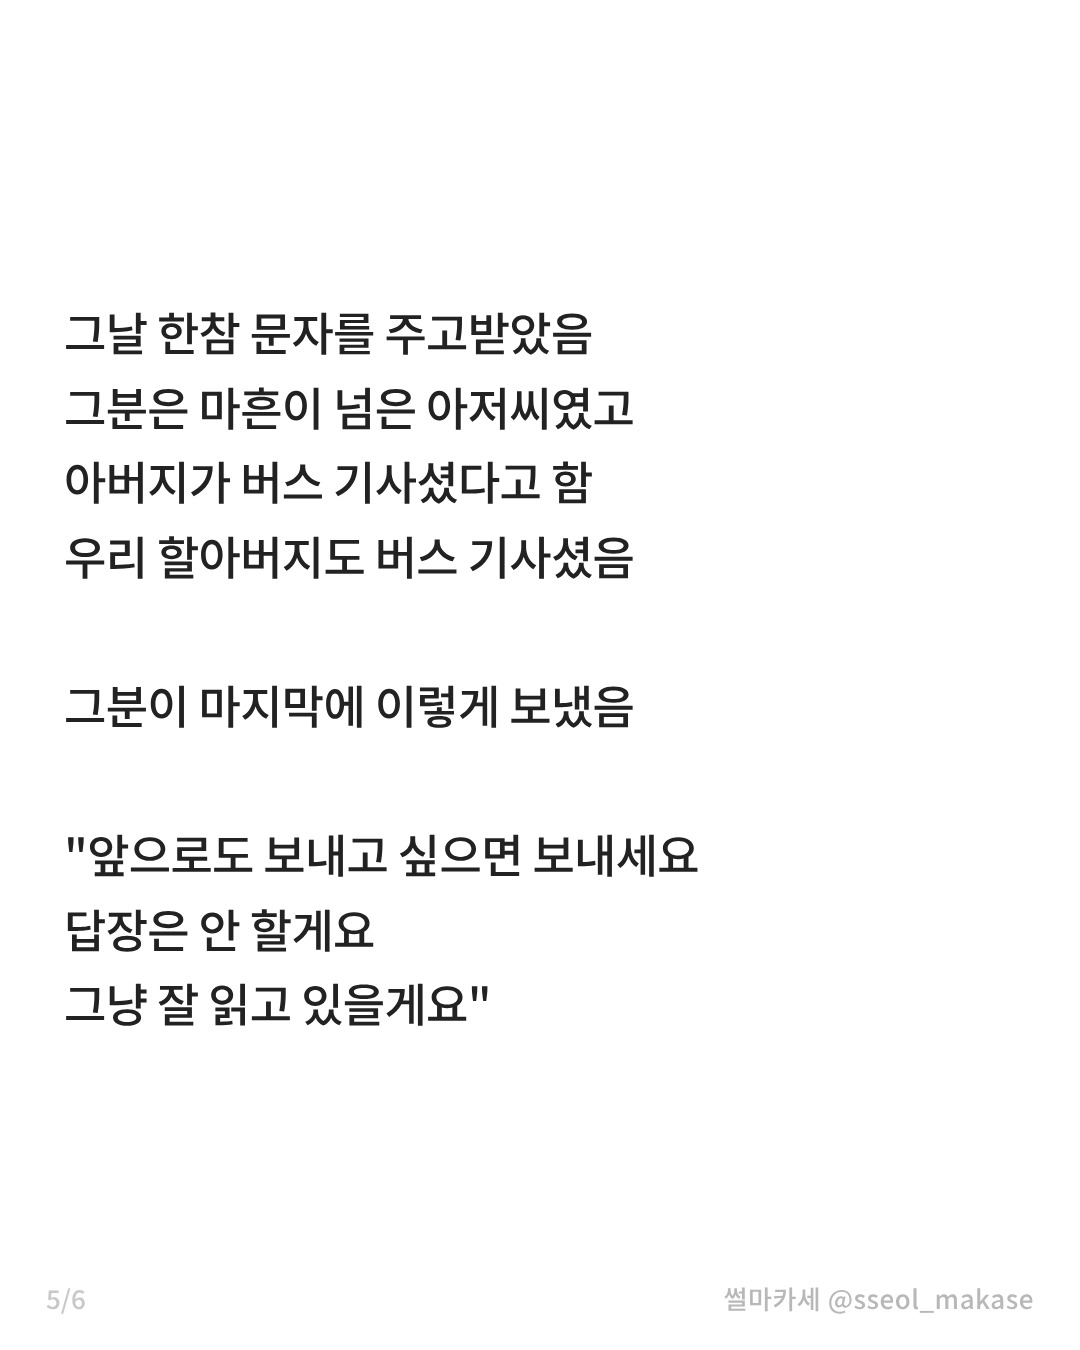 그날 한참 문자를 주고받았음
그분은 마흔이 넘은 아저씨였고
아버지가 버스 기사셨다고 함
우리 할아버지도 버스 기사셨음
그분이 마지막에 이렇게 보냈음
"앞으로도 보내고 싶으면 보내세요
답장은 안 할게요
그냥 잘 읽고 있을게요"
5/6
썰마카세 @sseol_makase